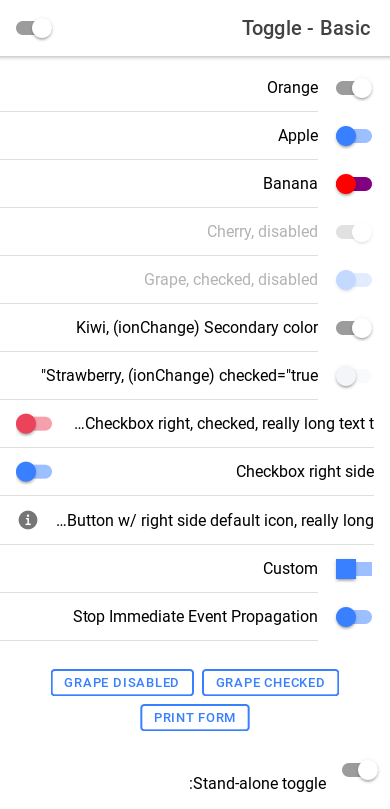 Toggle - Basic
Orange
Apple
Banana
Cherry, disabled
Grape, checked, disabled
Kiwi, (ionChange) Secondary color
"Strawberry, (ionChange) checked="true
...Checkbox right, checked, really long text t
Checkbox right side
...Button w/ right side default icon, really long
Custom
Stop Immediate Event Propagation
GRAPE DISABLED GRAPE CHECKED
PRINT FORM
:Stand-alone toggle